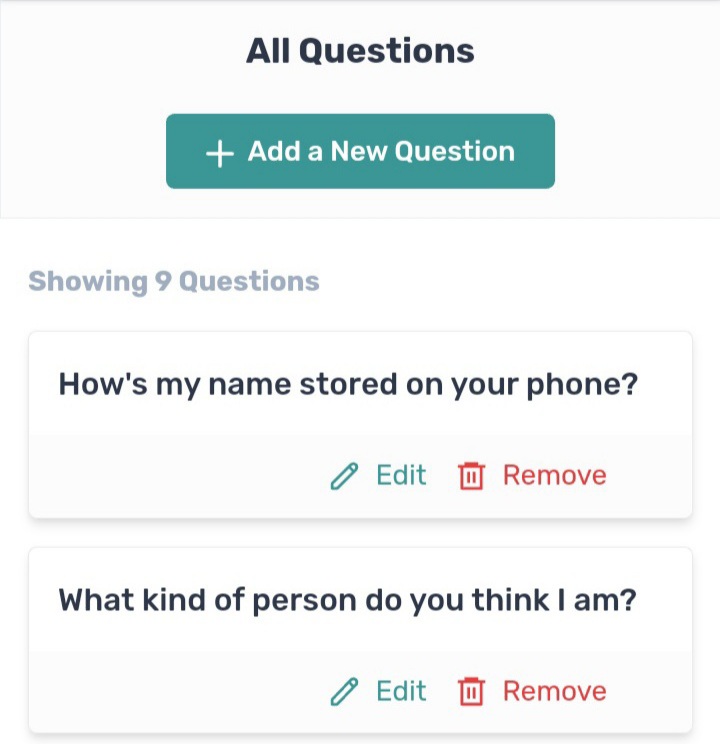 All Questions
Add a New Question
Showing 9 Questions
How's my name stored on your phone?
Edit Remove
What kind of person do you think I am?
Edit Remove